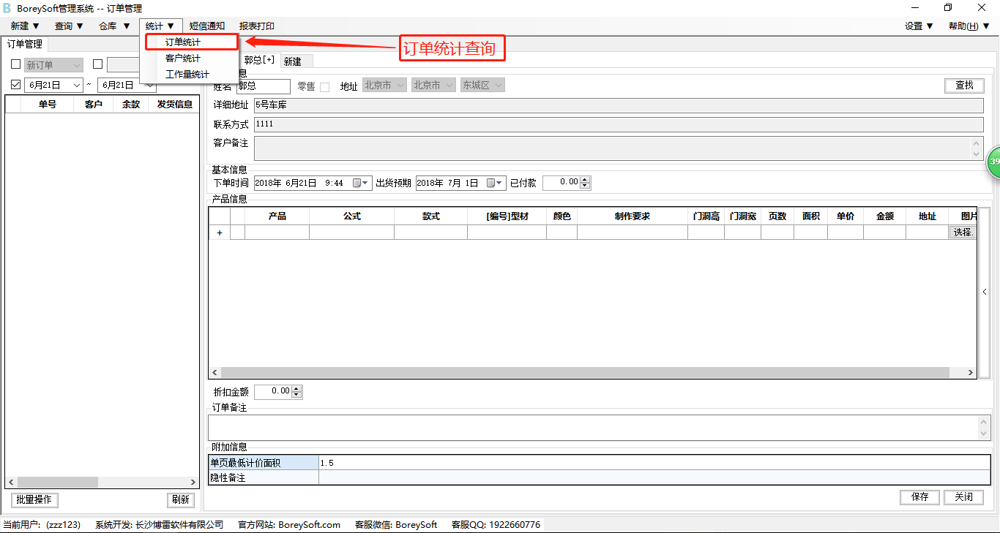 BoreySoft管理系统 -- 订单管理
新建 ▼ 查询 ▼ 仓库 ▼ 统计 ▼ 短信通知 报表打印 设置 ▼ 帮助(H) ▼
订单管理
订单统计
客户统计
工作量统计
订单统计查询
新订单
6月21日 ~ 6月21日
单号 客户 余款 发货信息
批量操作 刷新
郭总[+] 新建
息
姓名 郭总 零售 地址 北京市 北京市 东城区 查找
详细地址 5号车库
联系方式 1111
客户备注
39
基本信息
下单时间 2018年 6月21日 9:44 出货预期 2018年 7月 1日 已付款 0.00
产品信息
产品 公式 款式 [编号]型材 颜色 制作要求 门洞高 门洞宽 页数 面积 单价 金额 地址 图片
+ 选择.
折扣金额 0.00
订单备注
附加信息
单页最低计价面积 1.5
隐性备注
保存 关闭
当前用户: (zzz123) 系统开发: 长沙博雷软件有限公司 官方网站: BoreySoft.com 客服微信: BoreySoft 客服QQ: 1922660776